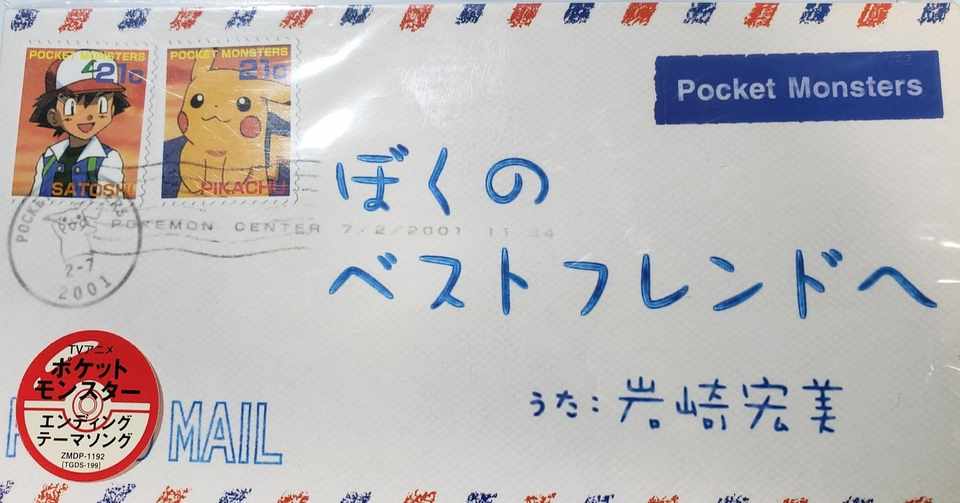 POCKET MONSTERS
21¢
SATOSHI
POCKET MONSTERS
21¢
PIKACHU
Pocket Monsters
ぼくの
POKEMON CENTER 7/2/2001
2-7
2001
ベストフレンドへ
うた:岩崎宏美
TVアニメ
ポケット
モンスター
エンディング
テーマソング
ZMDP-1192
[TGDS-199]
MAIL